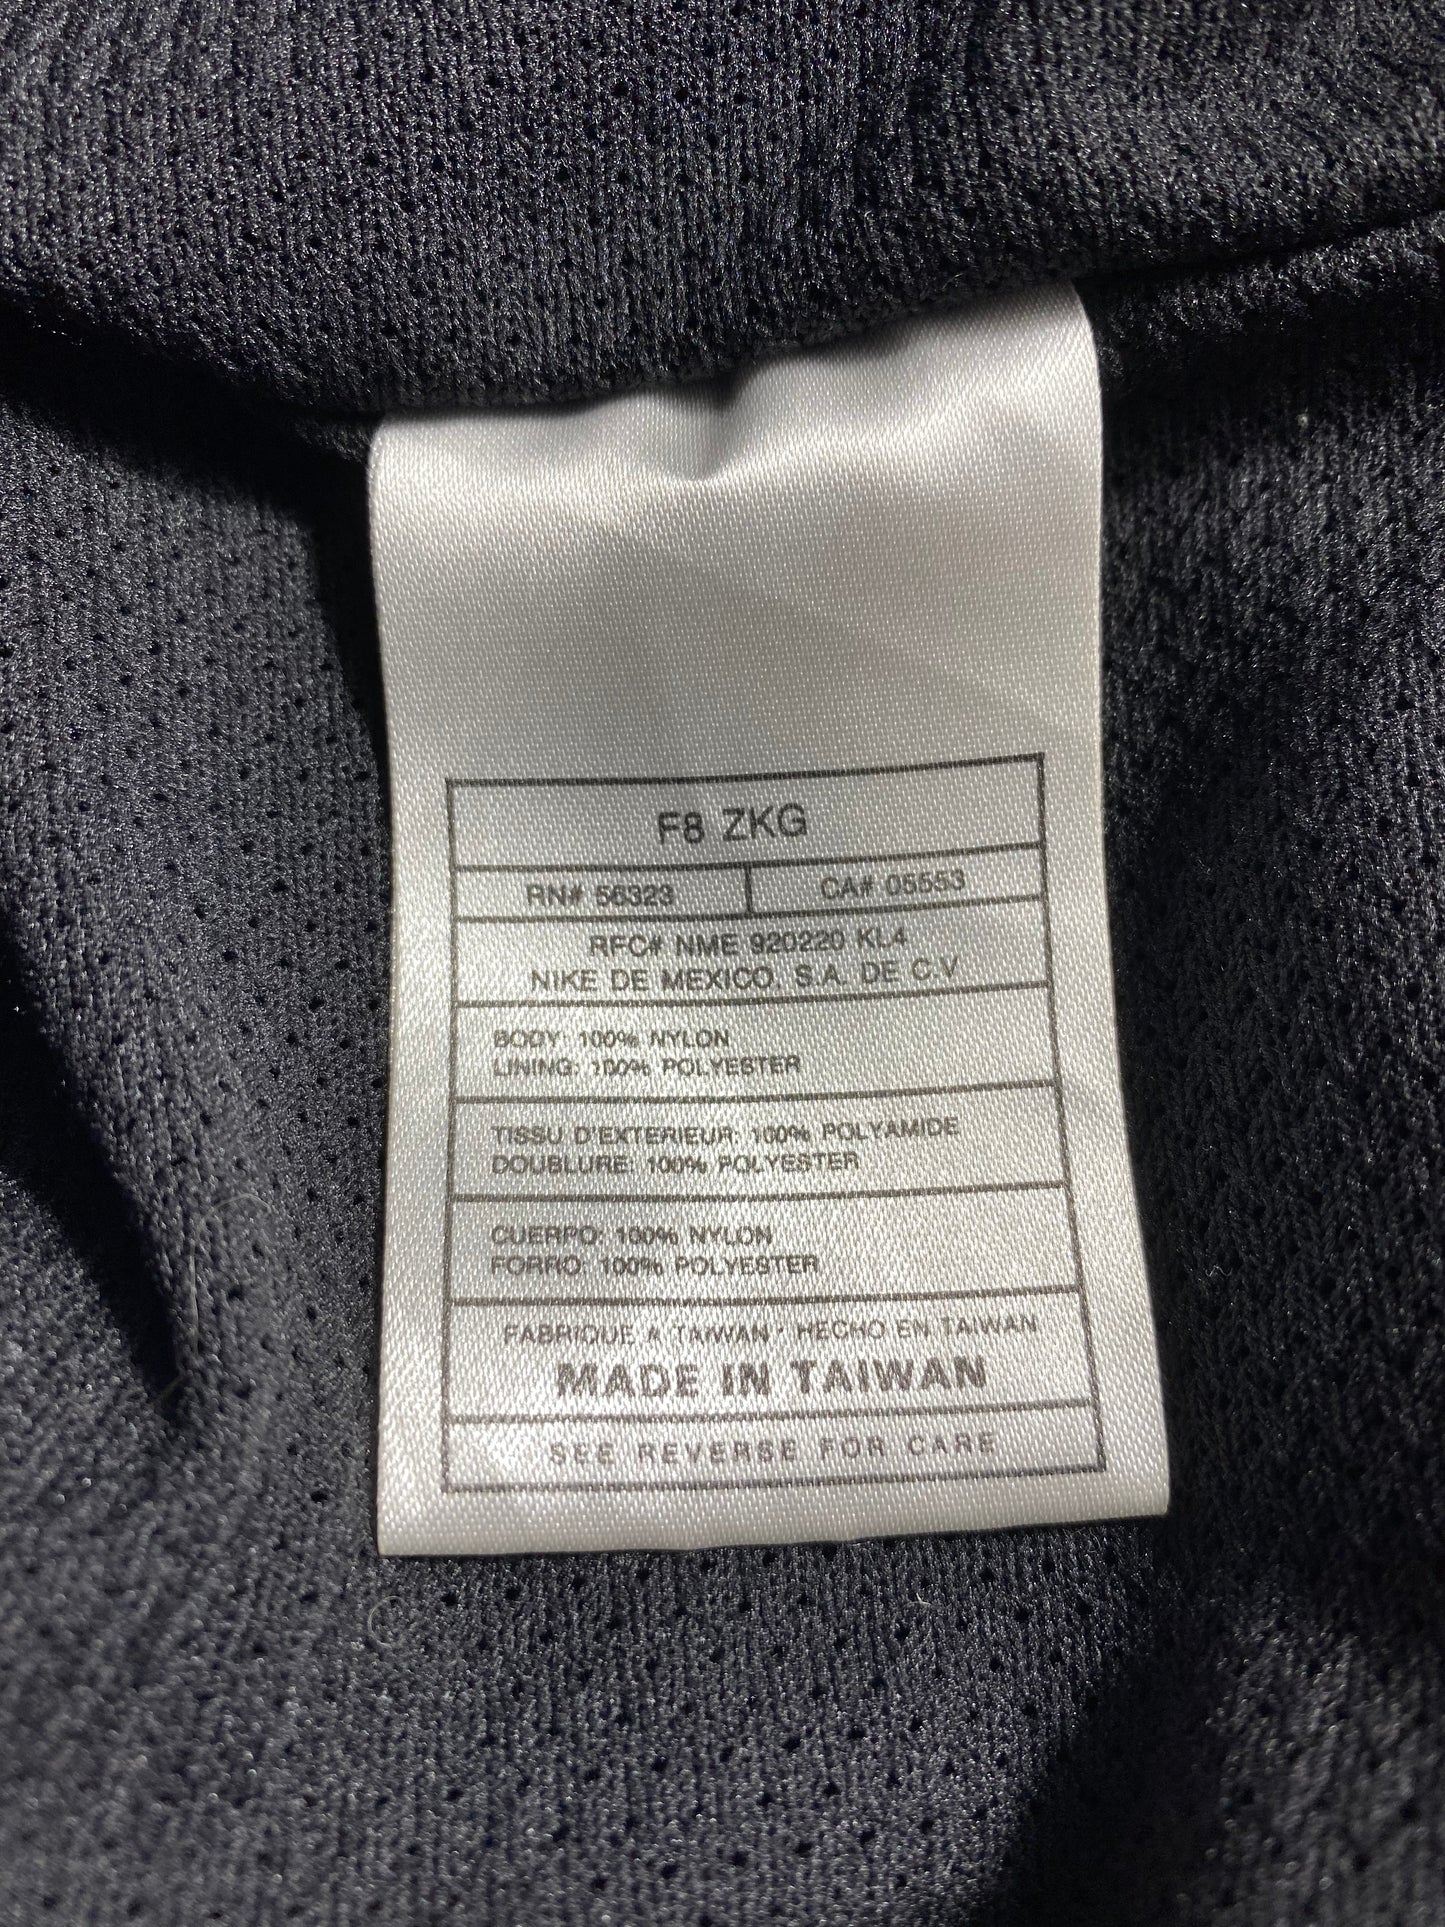 F8 ZKG
RN# 56323 CA# 05553
RFC# NME 920220 KL4
NIKE DE MEXICO, S.A. DE C.V
BODY: 100% NYLON
LINING: 100% POLYESTER
TISSU D'EXTERIEUR: 100% POLYAMIDE
DOUBLURE: 100% POLYESTER
CUERPO: 100% NYLON
FORRO: 100% POLYESTER
FABRIQUE A TAIWAN · HECHO EN TAIWAN
MADE IN TAIWAN
SEE REVERSE FOR CARE